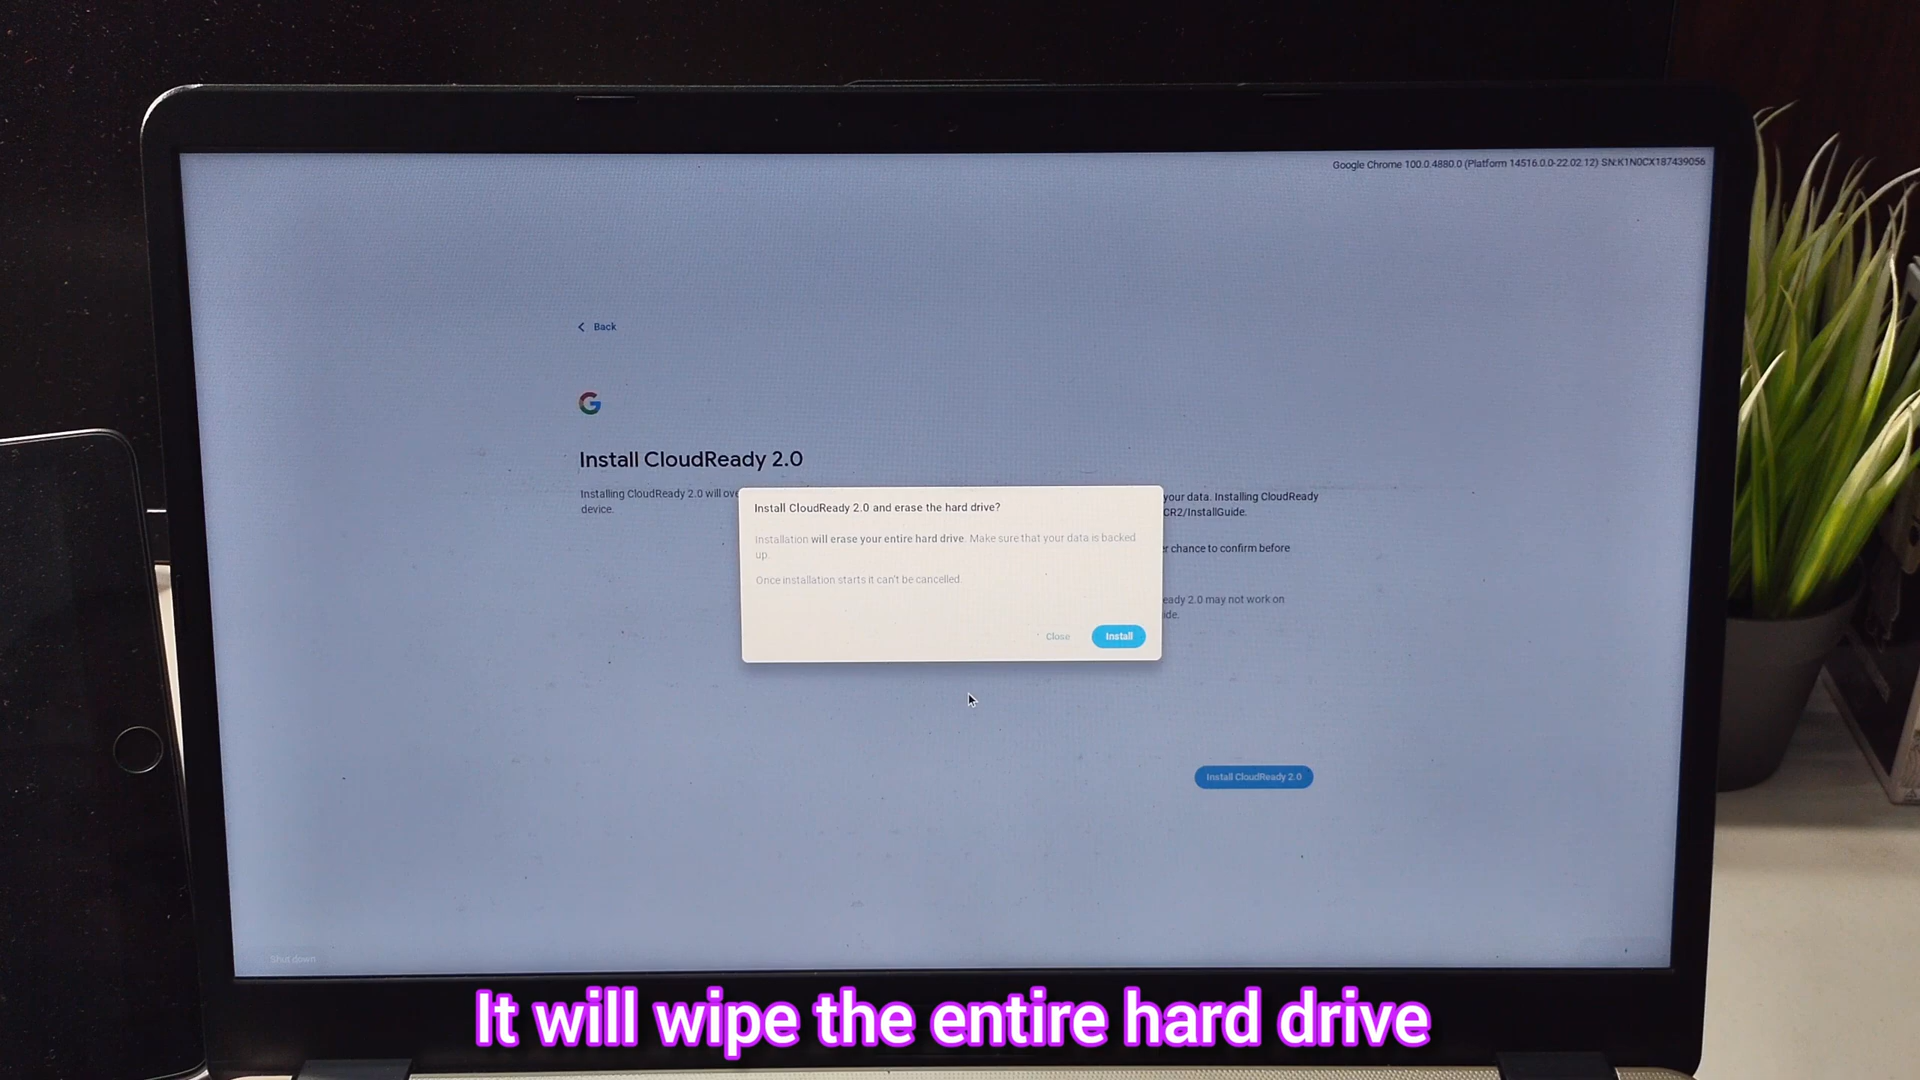 Google Chrome 100.0.4880.0 (Platform 14516.0.0-22.02.12) SN:K1N0CX187439056
Back
Install CloudReady 2.0
Installing CloudReady 2.0 will
device.
your data. Installing CloudReady
CR2/InstallGuide.
chance to confirm before
2.0 may not work on
Install CloudReady 2.0 and erase the hard drive?
Installation will erase your entire hard drive. Make sure that your data is backed
up.
Once installation starts it can't be cancelled.
Close
Install
Install CloudReady 2.0
Shut down
It will wipe the entire hard drive